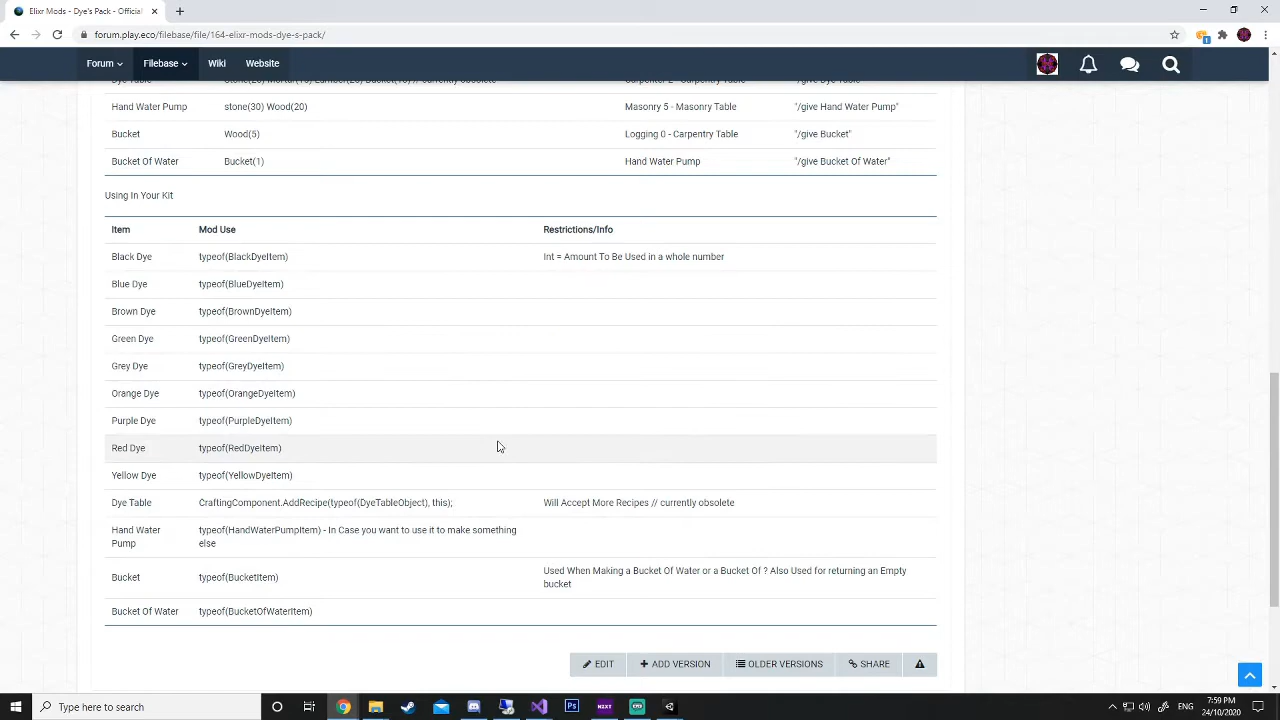 Elixr Mods - Dye's Pack - Official
forum.play.eco/filebase/file/164-elixr-mods-dye-s-pack/
Forum Filebase Wiki Website
Hand Water Pump stone(30) Wood(20) Masonry 5 - Masonry Table "/give Hand Water Pump"
Bucket Wood(5) Logging 0 - Carpentry Table "/give Bucket"
Bucket Of Water Bucket(1) Hand Water Pump "/give Bucket Of Water"
Using In Your Kit
Item Mod Use Restrictions/Info
Black Dye typeof(BlackDyeItem) Int = Amount To Be Used in a whole number
Blue Dye typeof(BlueDyeItem)
Brown Dye typeof(BrownDyeItem)
Green Dye typeof(GreenDyeItem)
Grey Dye typeof(GreyDyeItem)
Orange Dye typeof(OrangeDyeItem)
Purple Dye typeof(PurpleDyeItem)
Red Dye typeof(RedDyeItem)
Yellow Dye typeof(YellowDyeItem)
Dye Table CraftingComponent.AddRecipe(typeof(DyeTableObject), this); Will Accept More Recipes // currently obsolete
Hand Water typeof(HandWaterPumpItem) - In Case you want to use it to make something
Pump else
Bucket typeof(BucketItem) Used When Making a Bucket Of Water or a Bucket Of ? Also Used for returning an Empty
bucket
Bucket Of Water typeof(BucketOfWaterItem)
EDIT ADD VERSION OLDER VERSIONS SHARE
Type here to search
ENG
7:59 PM
24/10/2020